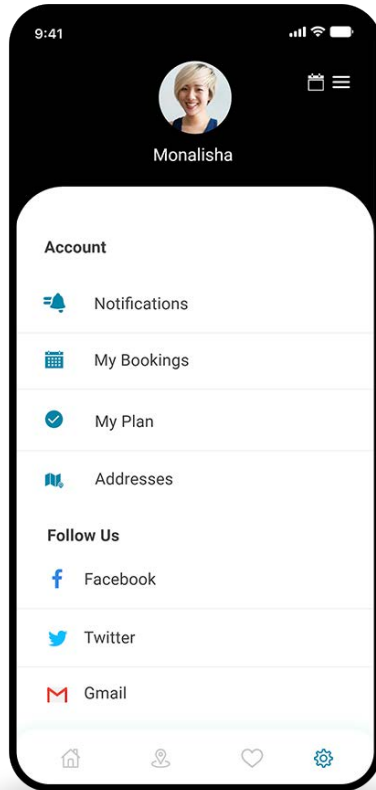 9:41
Monalisha
Account
Notifications
My Bookings
My Plan
Addresses
Follow Us
Facebook
Twitter
Gmail